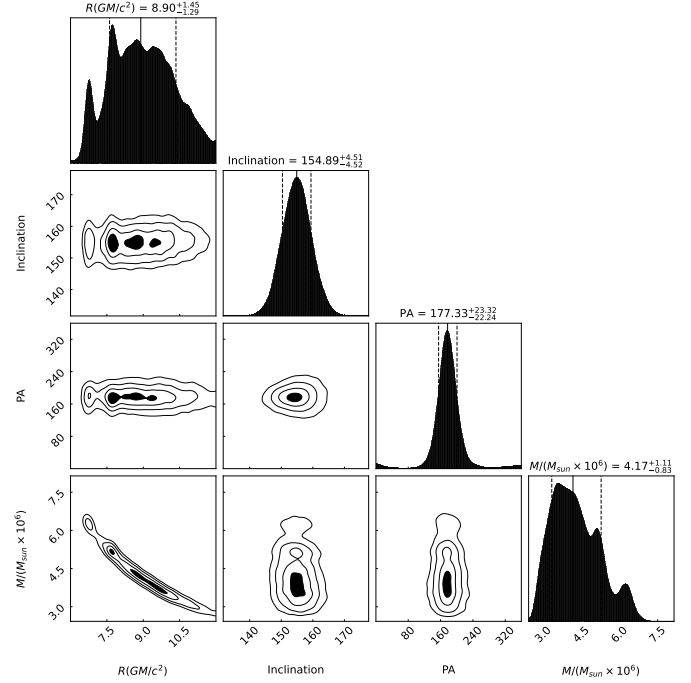 R(GM/c²) = 8.90+1.45−1.29
Inclination = 154.89+4.51−4.52
PA = 177.33+23.32−22.24
M/(Msun × 10⁶) = 4.17+1.11−0.83
Inclination
170
160
150
140
PA
320
240
160
80
M/(Msun × 10⁶)
7.5
6.0
4.5
3.0
7.5 9.0 10.5
140 150 160 170
80 160 240 320
3.0 4.5 6.0 7.5
R(GM/c²)
Inclination
PA
M/(Msun × 10⁶)